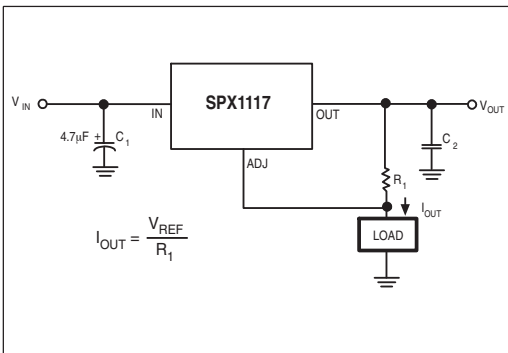 V_IN
IN
SPX1117
OUT
V_OUT
4.7µF + C_1
ADJ
C_2
R_1
I_OUT
I_OUT = V_REF / R_1
LOAD